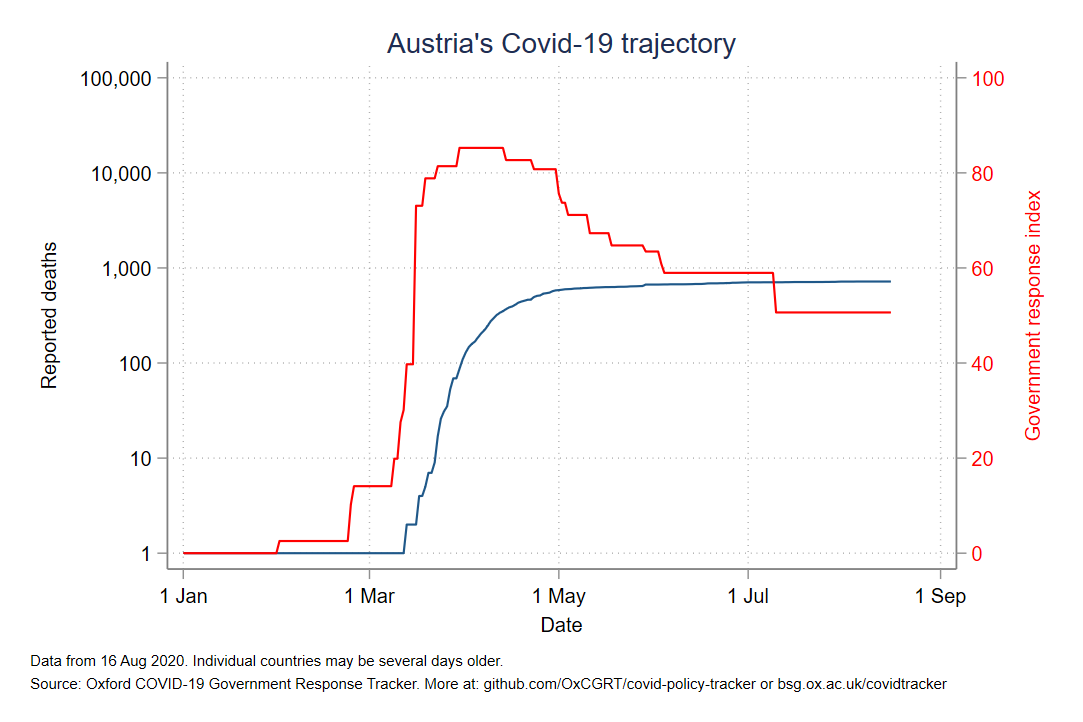 Austria's Covid-19 trajectory
100,000
10,000
1,000
100
10
1
Reported deaths
100
80
60
40
20
0
Government response index
1 Jan
1 Mar
1 May
1 Jul
1 Sep
Date
Data from 16 Aug 2020. Individual countries may be several days older.
Source: Oxford COVID-19 Government Response Tracker. More at: github.com/OxCGRT/covid-policy-tracker or bsg.ox.ac.uk/covidtracker